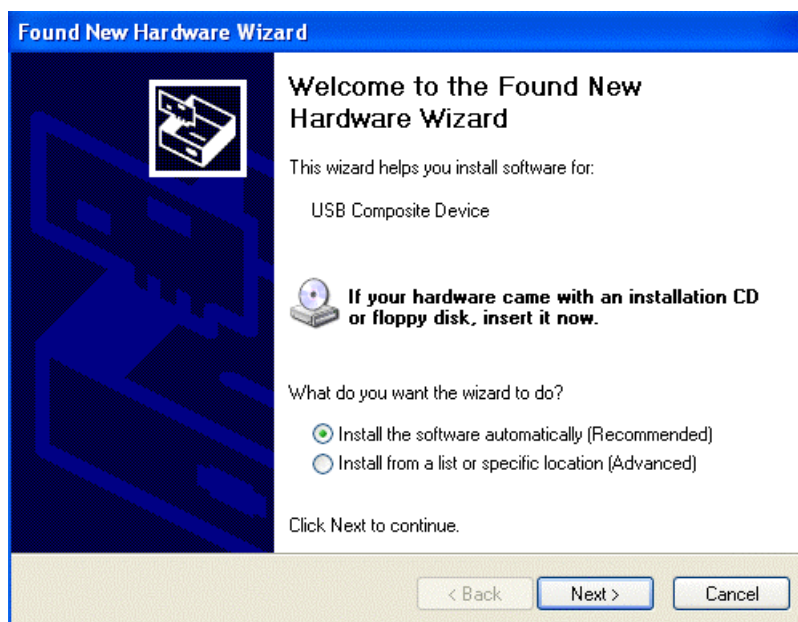 Found New Hardware Wizard
Welcome to the Found New
Hardware Wizard
This wizard helps you install software for:
USB Composite Device
If your hardware came with an installation CD
or floppy disk, insert it now.
What do you want the wizard to do?
Install the software automatically (Recommended)
Install from a list or specific location (Advanced)
Click Next to continue.
< Back Next > Cancel